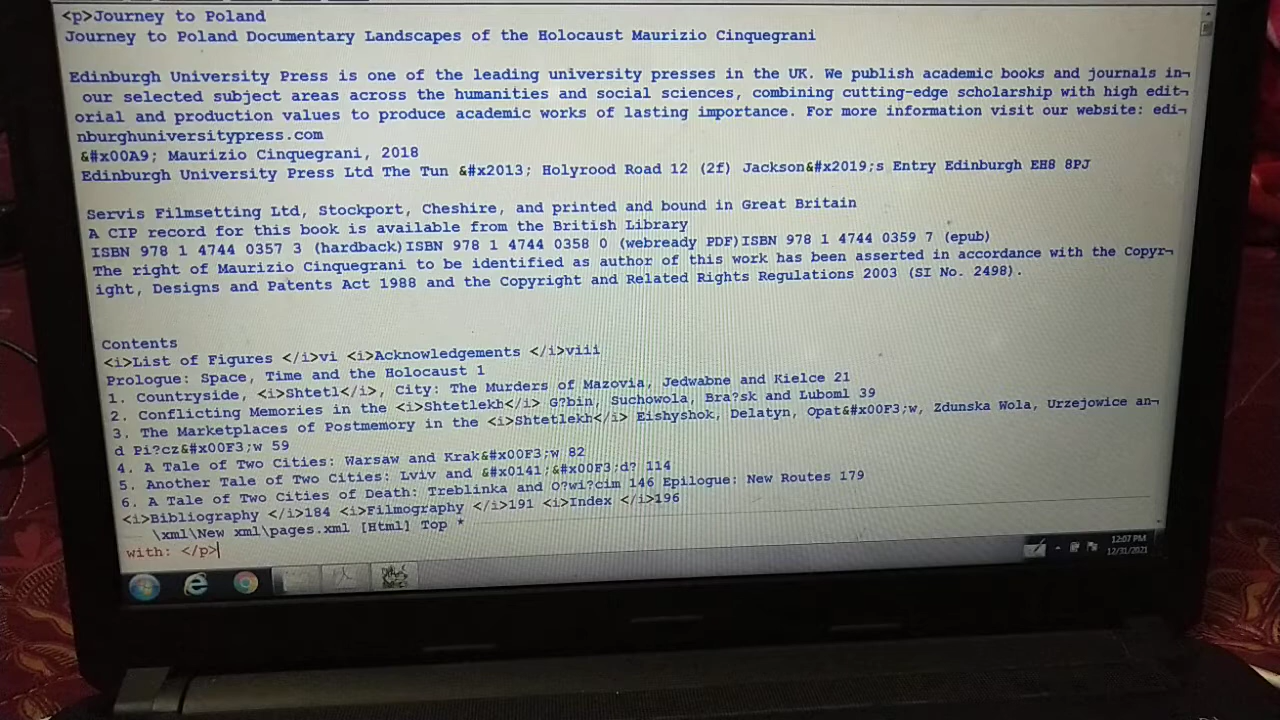 <p>Journey to Poland
Journey to Poland Documentary Landscapes of the Holocaust Maurizio Cinquegrani
Edinburgh University Press is one of the leading university presses in the UK. We publish academic books and journals in¬
our selected subject areas across the humanities and social sciences, combining cutting-edge scholarship with high edit¬
orial and production values to produce academic works of lasting importance. For more information visit our website: edi¬
nburghuniversitypress.com
&#x00A9; Maurizio Cinquegrani, 2018
Edinburgh University Press Ltd The Tun &#x2013; Holyrood Road 12 (2f) Jackson&#x2019;s Entry Edinburgh EH8 8PJ
Servis Filmsetting Ltd, Stockport, Cheshire, and printed and bound in Great Britain
A CIP record for this book is available from the British Library
ISBN 978 1 4744 0357 3 (hardback)ISBN 978 1 4744 0358 0 (webready PDF)ISBN 978 1 4744 0359 7 (epub)
The right of Maurizio Cinquegrani to be identified as author of this work has been asserted in accordance with the Copyr¬
ight, Designs and Patents Act 1988 and the Copyright and Related Rights Regulations 2003 (SI No. 2498).
Contents
<i>List of Figures </i>vi <i>Acknowledgements </i>viii
Prologue: Space, Time and the Holocaust 1
1. Countryside, <i>Shtetl</i>, City: The Murders of Mazovia, Jedwabne and Kielce 21
2. Conflicting Memories in the <i>Shtetlekh</i> G?bin, Suchowola, Bra?sk and Luboml 39
3. The Marketplaces of Postmemory in the <i>Shtetlekh</i> Eishyshok, Delatyn, Opat&#x00F3;w, Zdunska Wola, Urzejowice an¬
d Pi?cz&#x00F3;w 59
4. A Tale of Two Cities: Warsaw and Krak&#x00F3;w 82
5. Another Tale of Two Cities: Lviv and &#x0141;&#x00F3;d? 114
6. A Tale of Two Cities of Death: Treblinka and O?wi?cim 146 Epilogue: New Routes 179
<i>Bibliography </i>184 <i>Filmography </i>191 <i>Index </i>196
\xml\New xml\pages.xml [Html] Top *
with: </p>
12:07 PM
12/31/2021